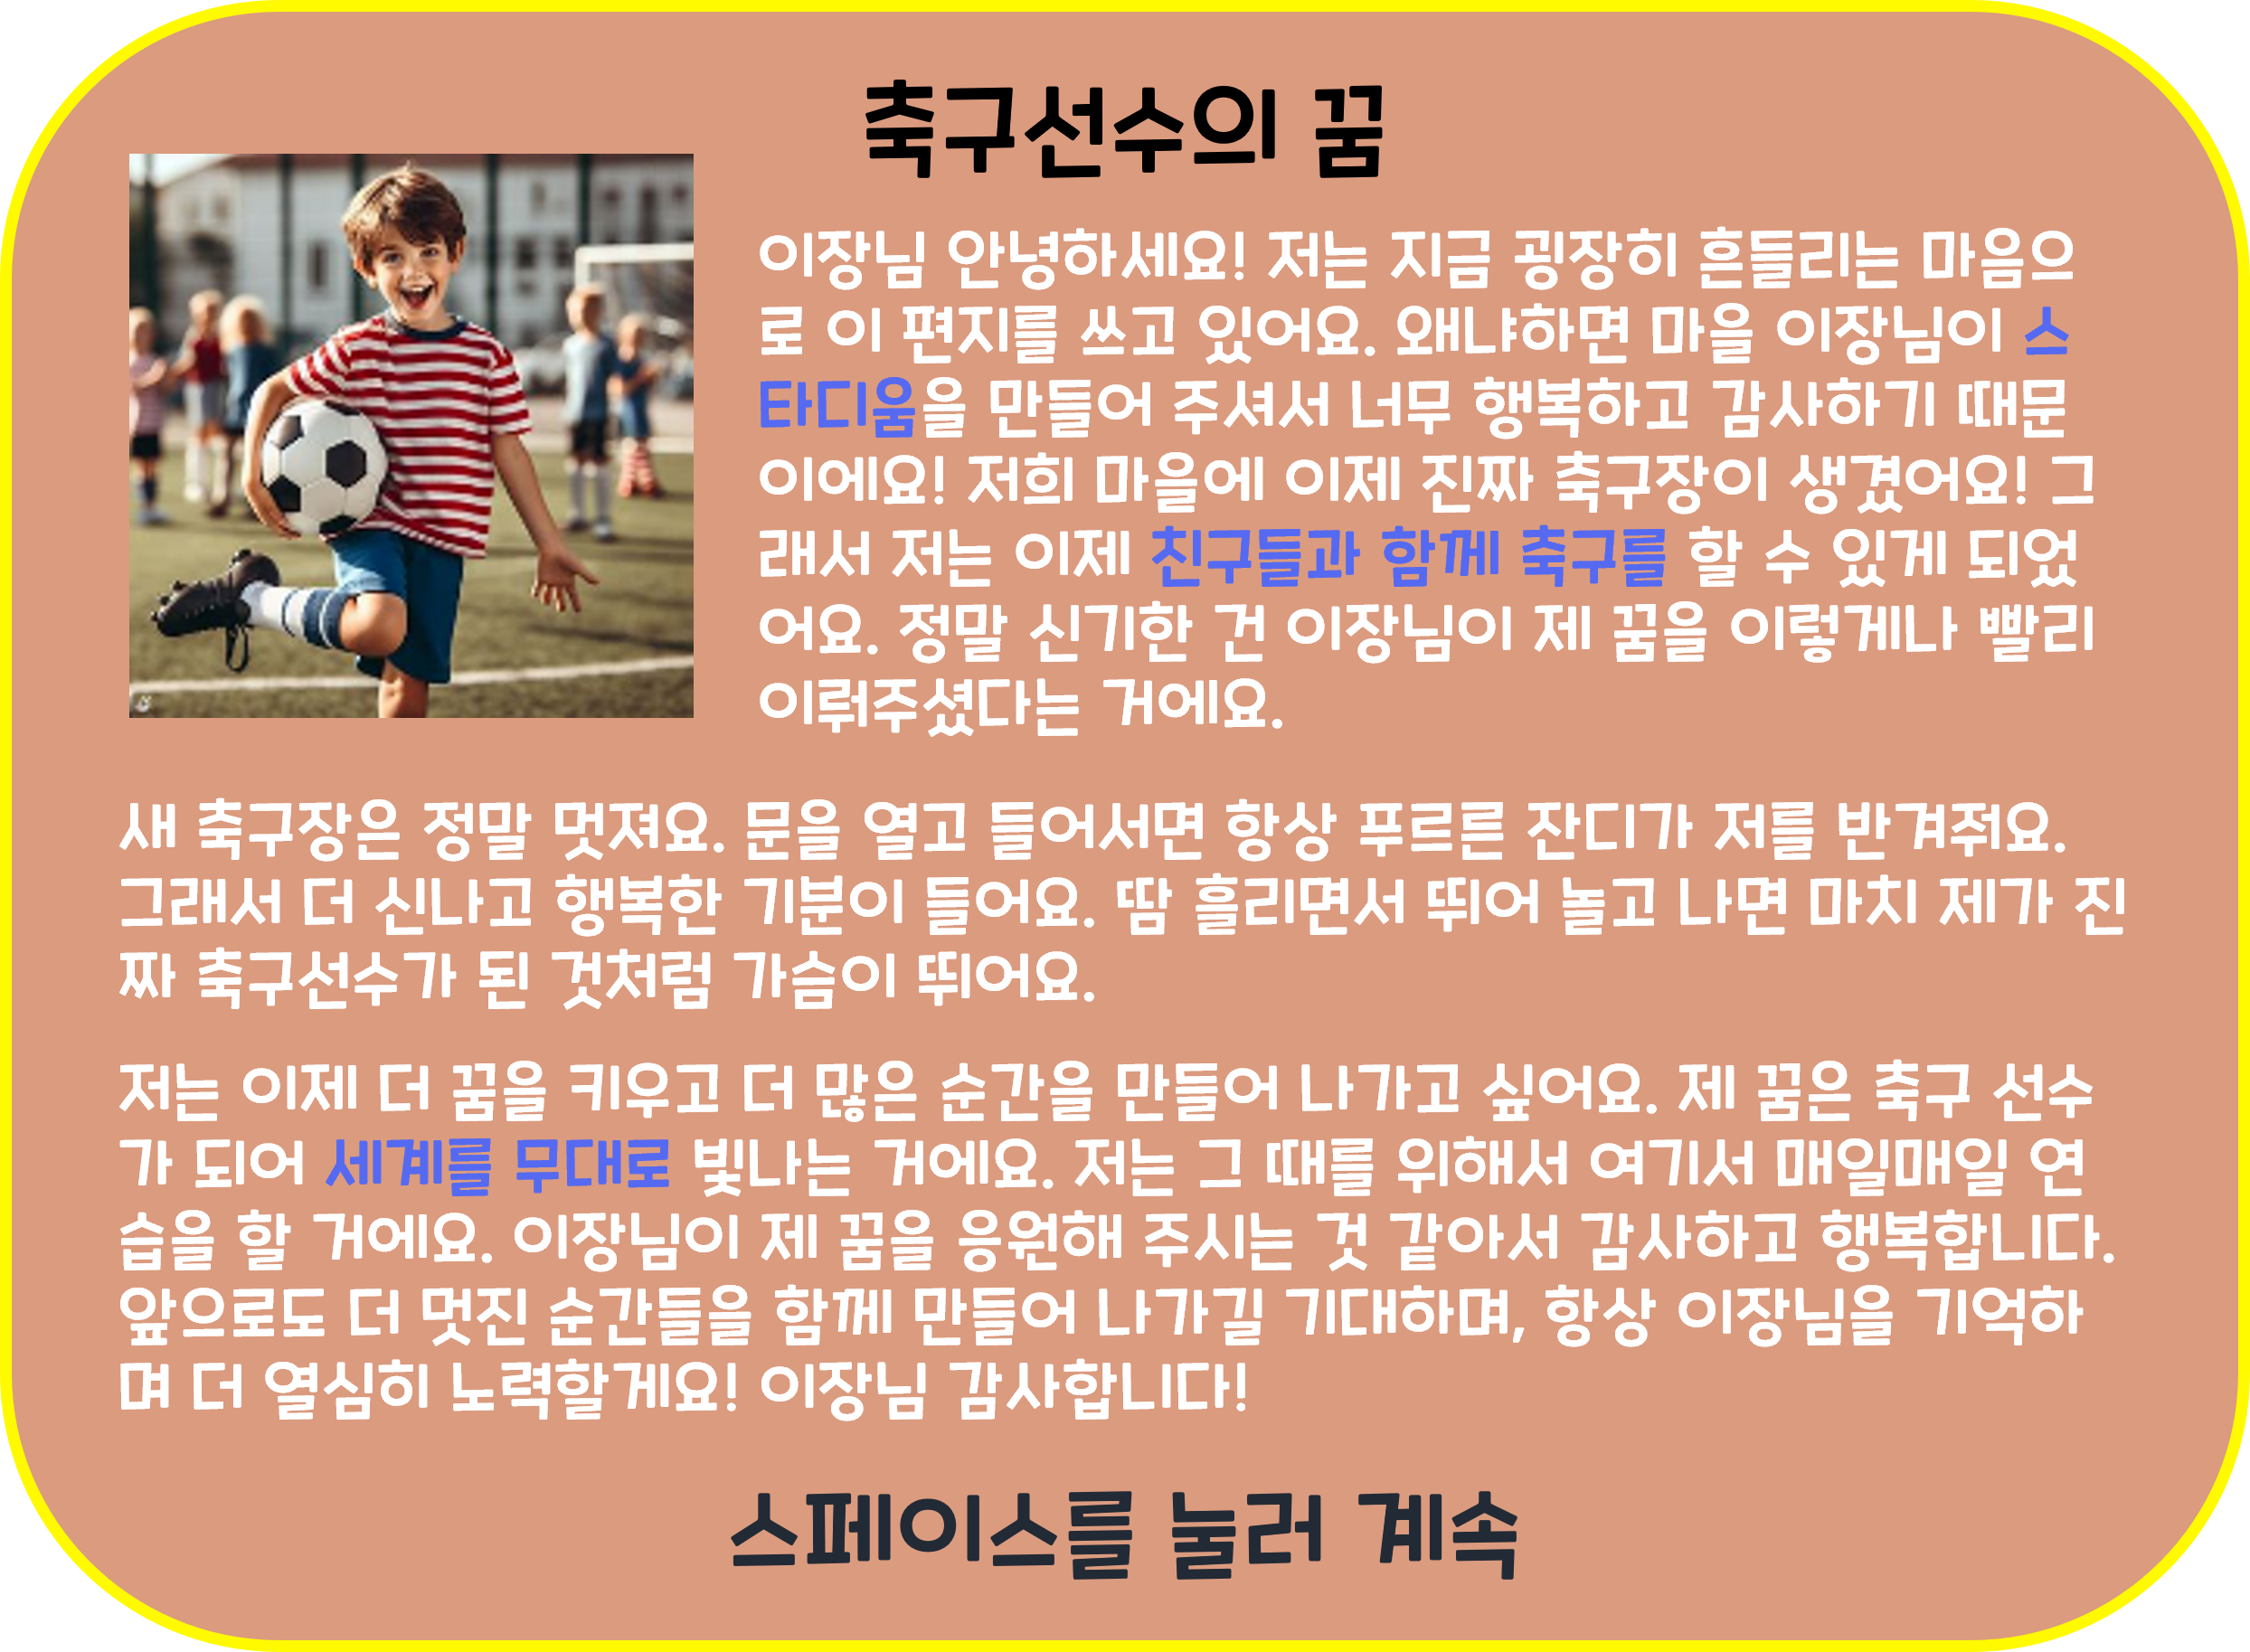 축구선수의 꿈
이장님 안녕하세요! 저는 지금 굉장히 흔들리는 마음으
로 이 편지를 쓰고 있어요. 왜냐하면 마을 이장님이 스
타디움을 만들어 주셔서 너무 행복하고 감사하기 때문
이에요! 저희 마을에 이제 진짜 축구장이 생겼어요! 그
래서 저는 이제 친구들과 함께 축구를 할 수 있게 되었
어요. 정말 신기한 건 이장님이 제 꿈을 이렇게나 빨리
이뤄주셨다는 거에요.
새 축구장은 정말 멋져요. 문을 열고 들어서면 항상 푸르른 잔디가 저를 반겨줘요.
그래서 더 신나고 행복한 기분이 들어요. 땀 흘리면서 뛰어 놀고 나면 마치 제가 진
짜 축구선수가 된 것처럼 가슴이 뛰어요.
저는 이제 더 꿈을 키우고 더 많은 순간을 만들어 나가고 싶어요. 제 꿈은 축구 선수
가 되어 세계를 무대로 빛나는 거에요. 저는 그 때를 위해서 여기서 매일매일 연
습을 할 거에요. 이장님이 제 꿈을 응원해 주시는 것 같아서 감사하고 행복합니다.
앞으로도 더 멋진 순간들을 함께 만들어 나가길 기대하며, 항상 이장님을 기억하
며 더 열심히 노력할게요! 이장님 감사합니다!
스페이스를 눌러 계속